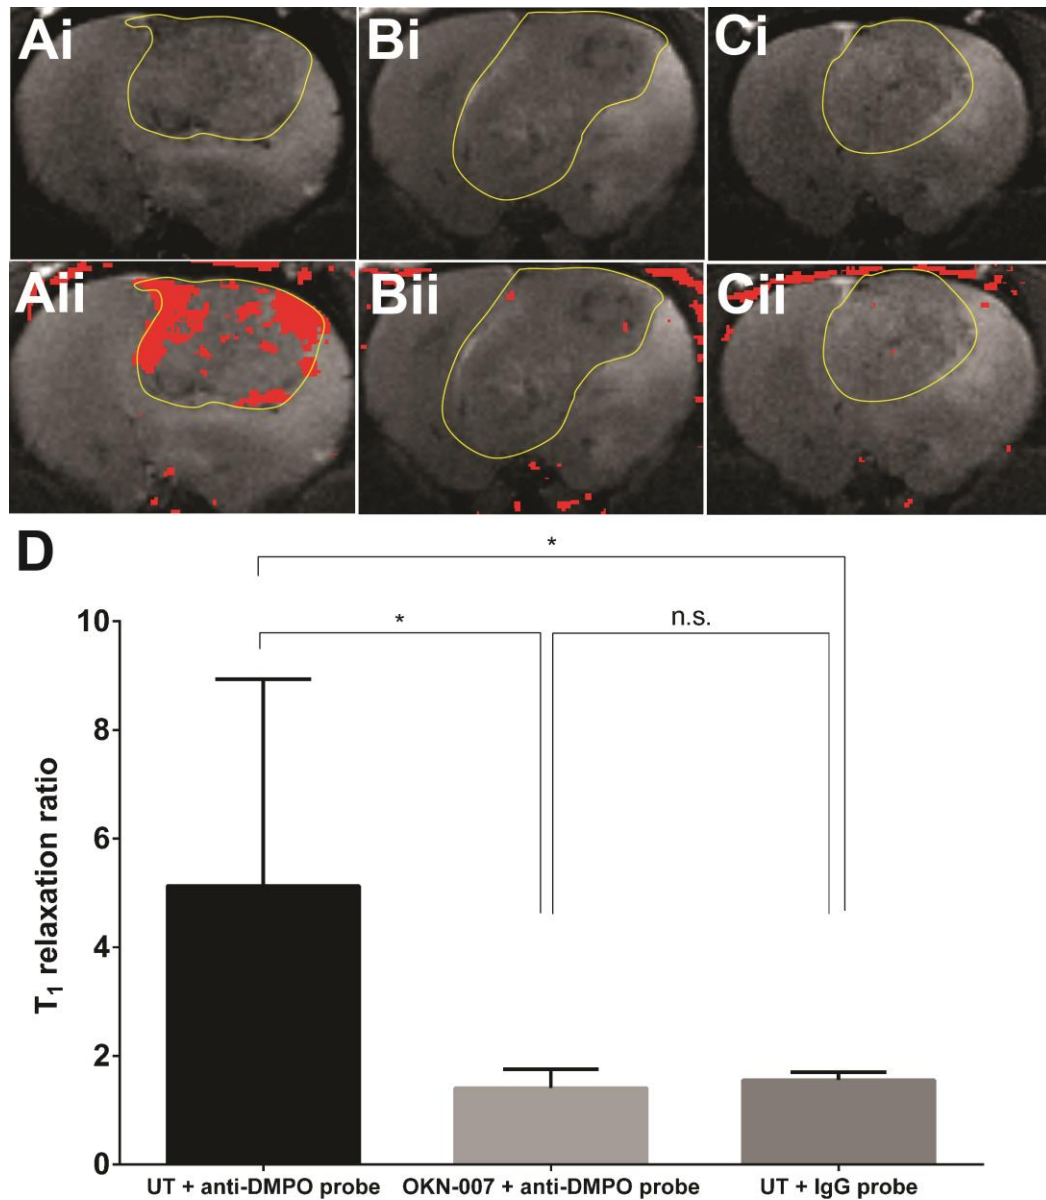 Ai
Bi
Ci
Aii
Bii
Cii
D
*
*
n.s.
T₁ relaxation ratio
10
8
6
4
2
0
UT + anti-DMPO probe
OKN-007 + anti-DMPO probe
UT + IgG probe